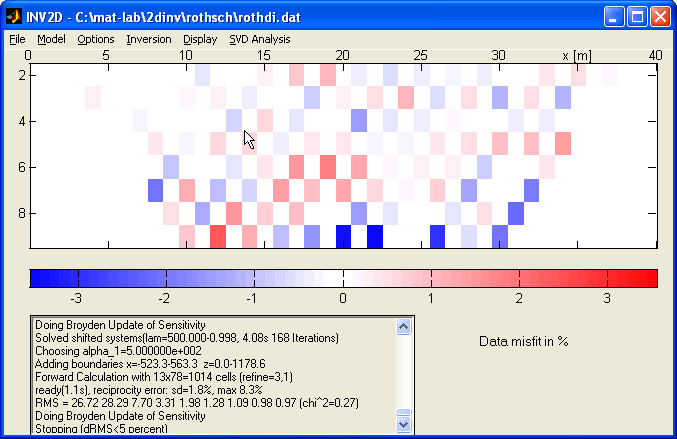 INV2D - C:\mat-lab\2dinv\rothsch\rothdi.dat
File Model Options Inversion Display SVD Analysis
0 5 10 15 20 25 30 x [m] 40
2
4
6
8
-3 -2 -1 0 1 2 3
Doing Broyden Update of Sensitivity
Solved shifted systems(lam=500.000-0.998, 4.08s 168 Iterations)
Choosing alpha_1=5.000000e+002
Adding boundaries x=-523.3-563.3 z=0.0-1178.6
Forward Calculation with 13x78=1014 cells (refine=3,1)
ready(1.1s), reciprocity error: sd=1.8%, max 8.3%
RMS = 26.72 28.29 7.70 3.31 1.98 1.28 1.09 0.98 0.97 (chi^2=0.27)
Doing Broyden Update of Sensitivity
Stopping (dRMS<5 percent)
Data misfit in %